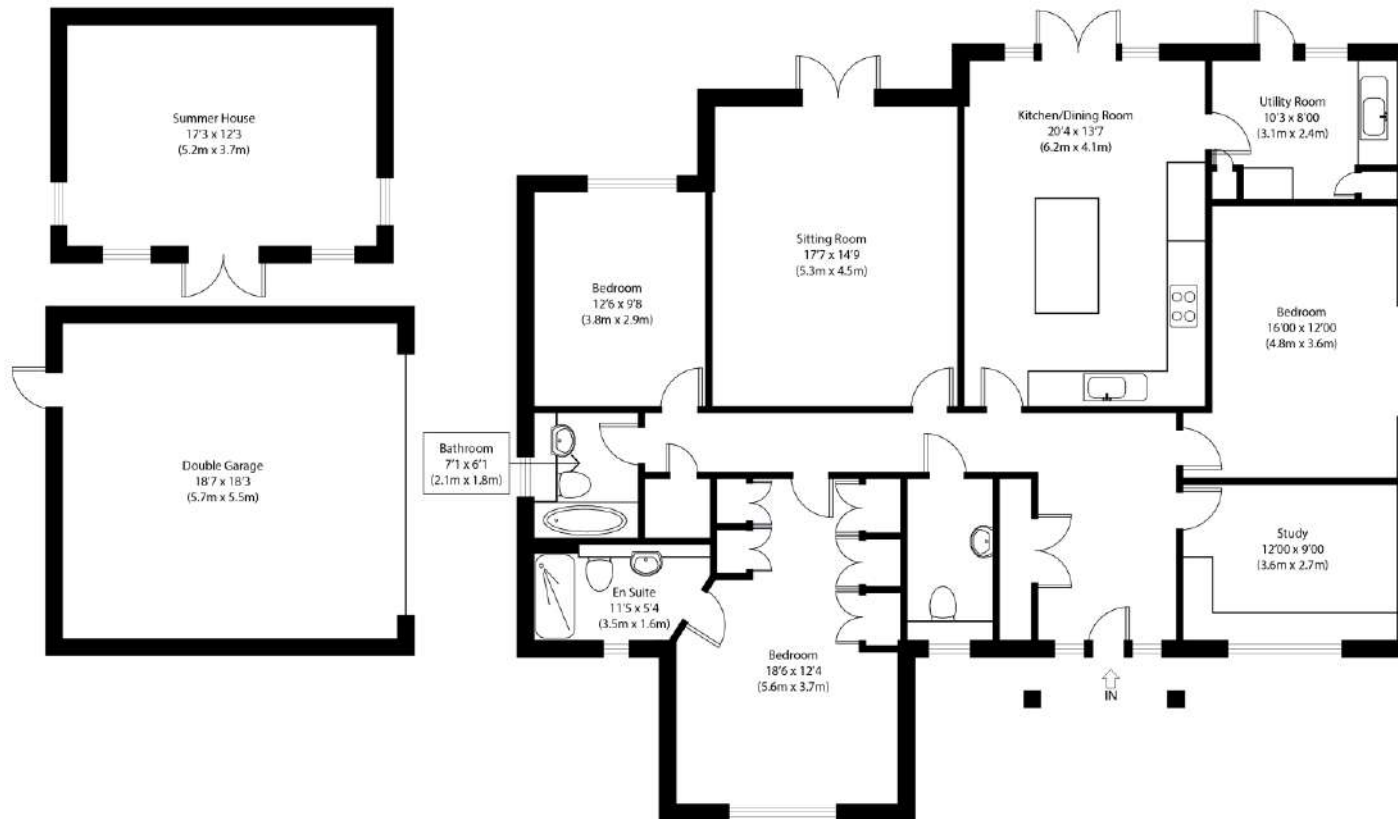 Summer House
17'3 x 12'3
(5.2m x 3.7m)
Double Garage
18'7 x 18'3
(5.7m x 5.5m)
Bedroom
12'6 x 9'8
(3.8m x 2.9m)
Sitting Room
17'7 x 14'9
(5.3m x 4.5m)
Kitchen/Dining Room
20'4 x 13'7
(6.2m x 4.1m)
Utility Room
10'3 x 8'00
(3.1m x 2.4m)
Bedroom
16'00 x 12'00
(4.8m x 3.6m)
Bathroom
7'1 x 6'1
(2.1m x 1.8m)
En Suite
11'5 x 5'4
(3.5m x 1.6m)
Bedroom
18'6 x 12'4
(5.6m x 3.7m)
Study
12'00 x 9'00
(3.6m x 2.7m)
IN